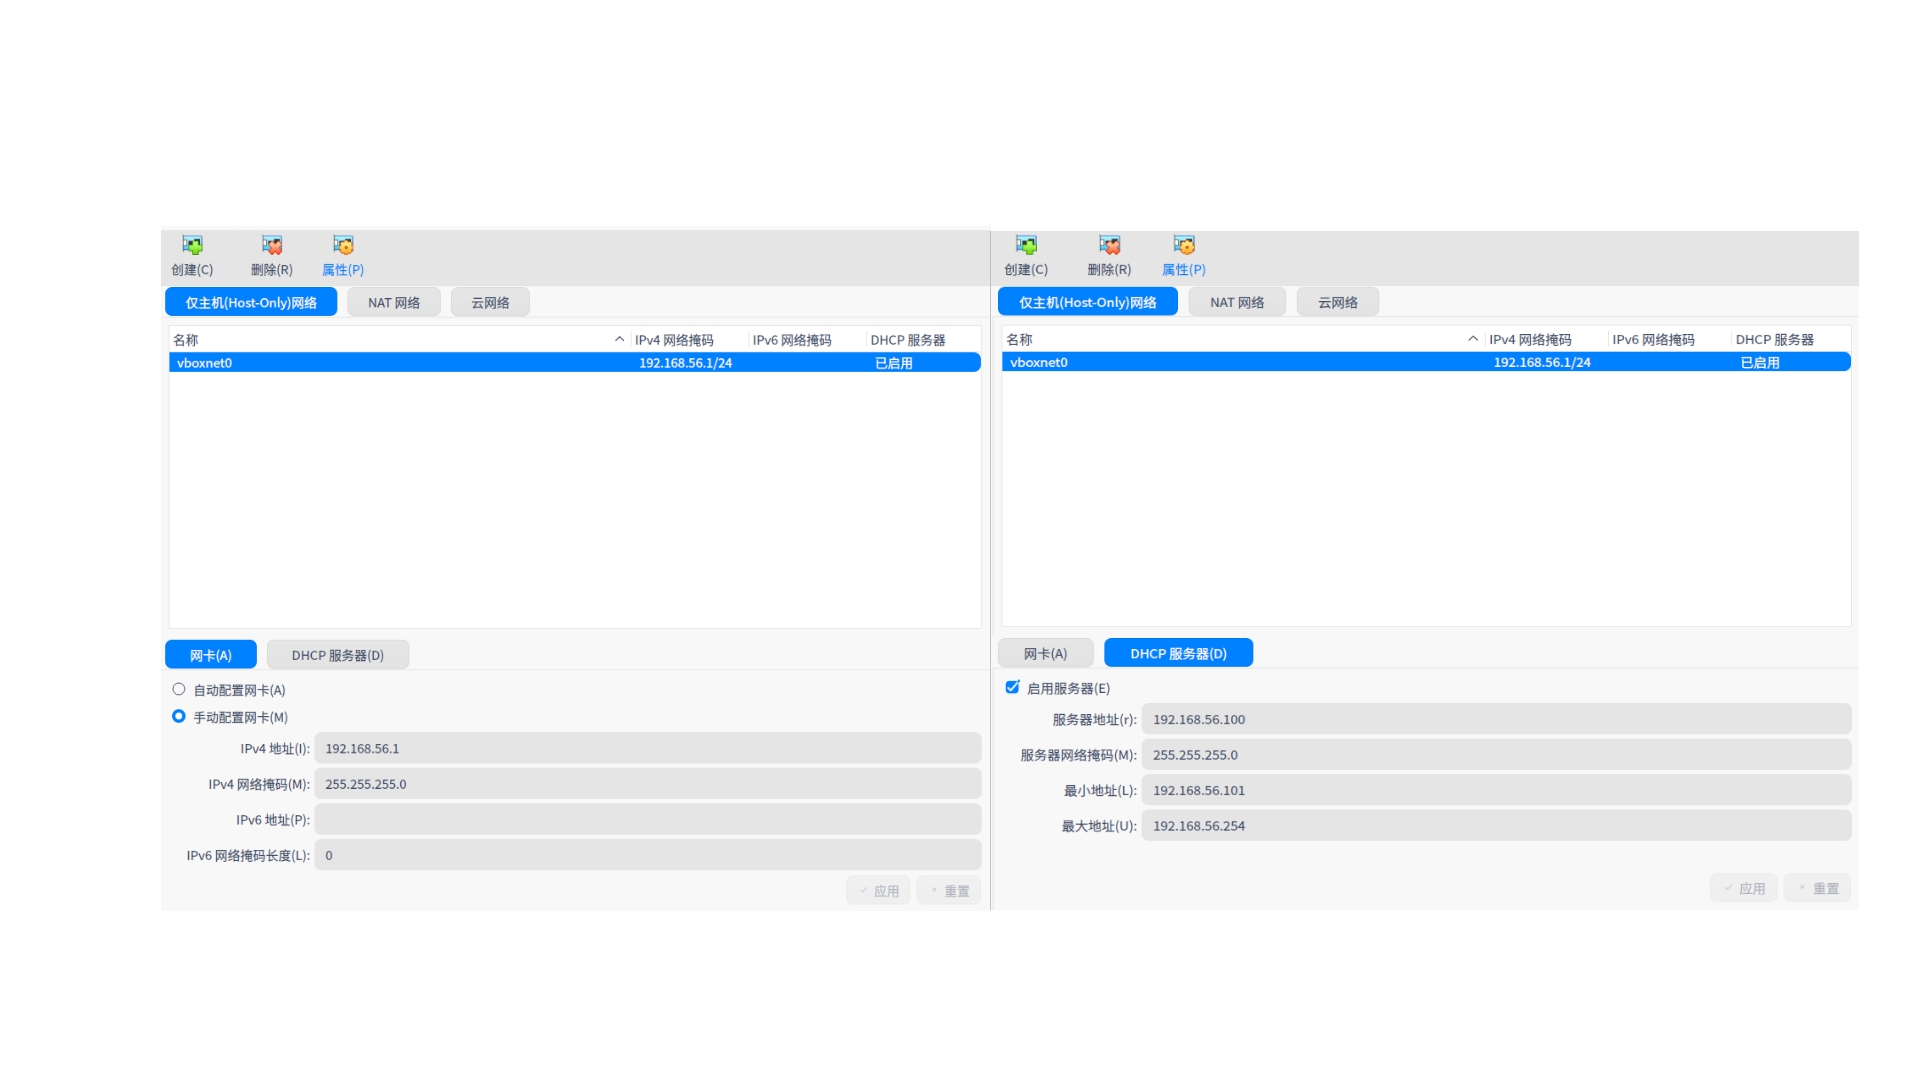 创建(C) 删除(R) 属性(P)
仅主机(Host-Only)网络 NAT 网络 云网络
名称 IPv4 网络掩码 IPv6 网络掩码 DHCP 服务器
vboxnet0 192.168.56.1/24 已启用
网卡(A) DHCP 服务器(D)
自动配置网卡(A)
手动配置网卡(M)
IPv4 地址(I): 192.168.56.1
IPv4 网络掩码(M): 255.255.255.0
IPv6 地址(P):
IPv6 网络掩码长度(L): 0
应用 重置
创建(C) 删除(R) 属性(P)
仅主机(Host-Only)网络 NAT 网络 云网络
名称 IPv4 网络掩码 IPv6 网络掩码 DHCP 服务器
vboxnet0 192.168.56.1/24 已启用
网卡(A) DHCP 服务器(D)
启用服务器(E)
服务器地址(r): 192.168.56.100
服务器网络掩码(M): 255.255.255.0
最小地址(L): 192.168.56.101
最大地址(U): 192.168.56.254
应用 重置